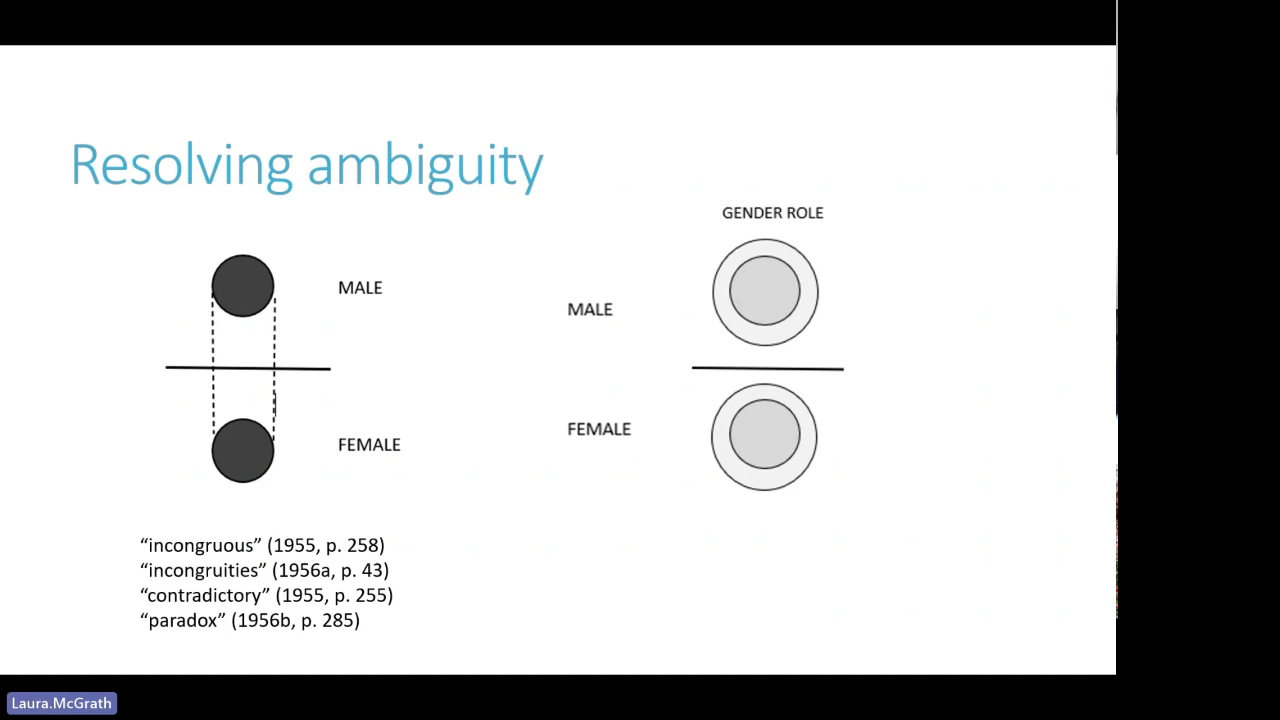 Resolving ambiguity
GENDER ROLE
MALE
MALE
FEMALE
FEMALE
“incongruous” (1955, p. 258)
“incongruities” (1956a, p. 43)
“contradictory” (1955, p. 255)
“paradox” (1956b, p. 285)
Laura.McGrath